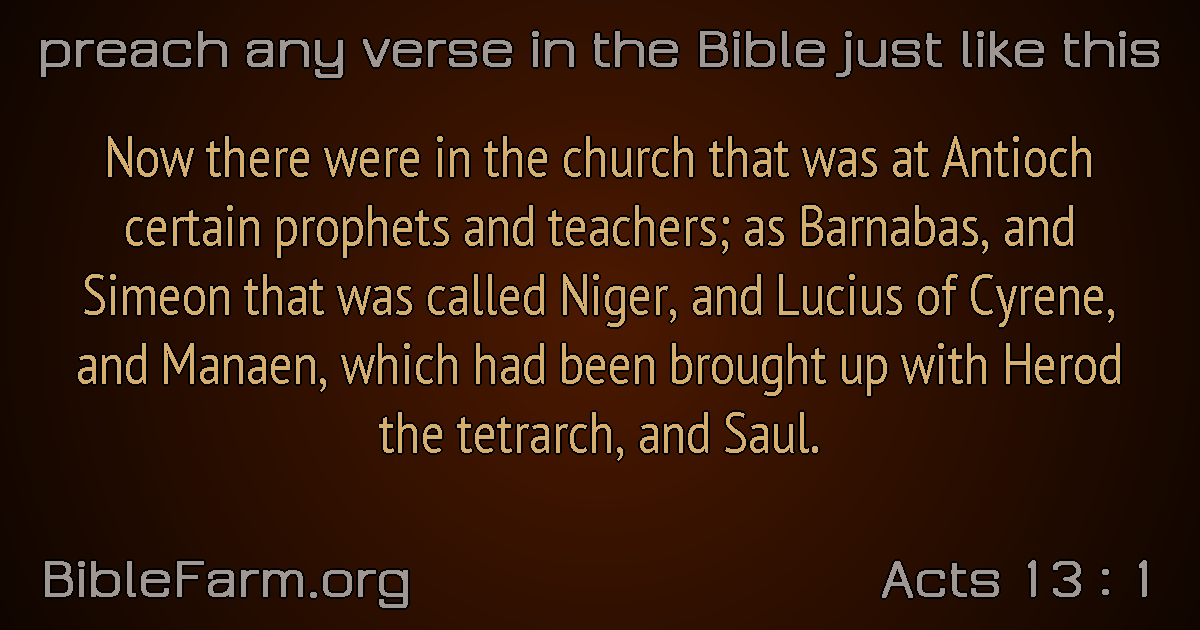 preach any verse in the Bible just like this
Now there were in the church that was at Antioch
certain prophets and teachers; as Barnabas, and
Simeon that was called Niger, and Lucius of Cyrene,
and Manaen, which had been brought up with Herod
the tetrarch, and Saul.
BibleFarm.org
Acts 13 : 1